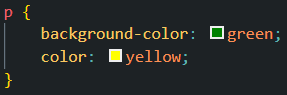 p {
    background-color: green;
    color: yellow;
}